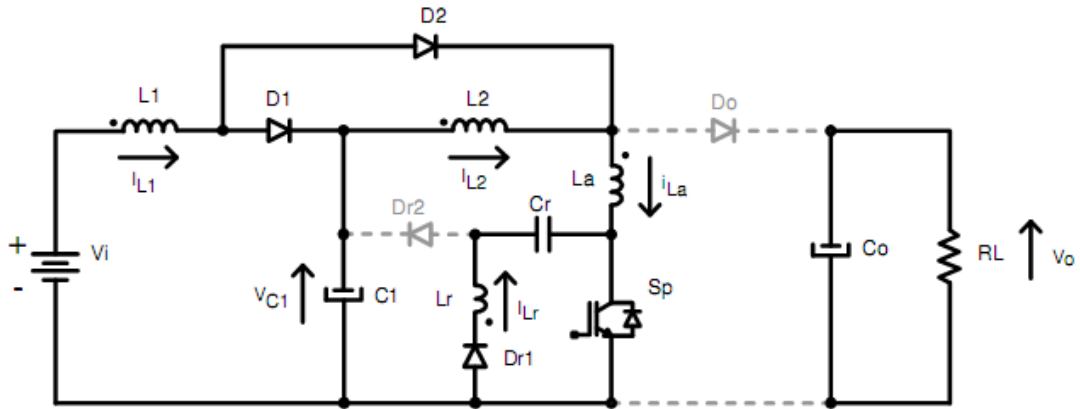 D2
L1
D1
L2
Do
IL1
IL2
La
iLa
Dr2
Cr
+
Vi
-
VC1
C1
Lr
ILr
Sp
Co
RL
Vo
Dr1